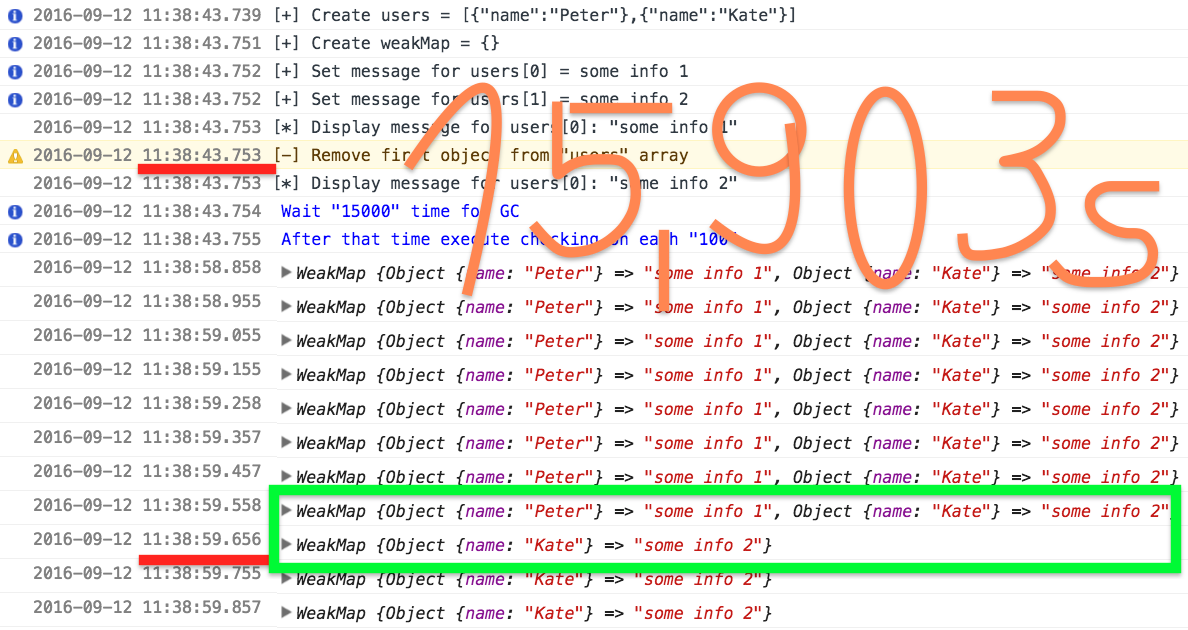 2016-09-12 11:38:43.739 [+] Create users = [{"name":"Peter"},{"name":"Kate"}]
2016-09-12 11:38:43.751 [+] Create weakMap = {}
2016-09-12 11:38:43.752 [+] Set message for users[0] = some info 1
2016-09-12 11:38:43.752 [+] Set message for users[1] = some info 2
2016-09-12 11:38:43.753 [*] Display message for users[0]: "some info 1"
2016-09-12 11:38:43.753 [−] Remove first object from "users" array
2016-09-12 11:38:43.753 [*] Display message for users[0]: "some info 2"
2016-09-12 11:38:43.754 Wait "15000" time for GC
2016-09-12 11:38:43.755 After that time execute checking on each "100"
15,903s
2016-09-12 11:38:58.858 ▶WeakMap {Object {name: "Peter"} => "some info 1", Object {name: "Kate"} => "some info 2"}
2016-09-12 11:38:58.955 ▶WeakMap {Object {name: "Peter"} => "some info 1", Object {name: "Kate"} => "some info 2"}
2016-09-12 11:38:59.055 ▶WeakMap {Object {name: "Peter"} => "some info 1", Object {name: "Kate"} => "some info 2"}
2016-09-12 11:38:59.155 ▶WeakMap {Object {name: "Peter"} => "some info 1", Object {name: "Kate"} => "some info 2"}
2016-09-12 11:38:59.258 ▶WeakMap {Object {name: "Peter"} => "some info 1", Object {name: "Kate"} => "some info 2"}
2016-09-12 11:38:59.357 ▶WeakMap {Object {name: "Peter"} => "some info 1", Object {name: "Kate"} => "some info 2"}
2016-09-12 11:38:59.457 ▶WeakMap {Object {name: "Peter"} => "some info 1", Object {name: "Kate"} => "some info 2"}
2016-09-12 11:38:59.558 ▶WeakMap {Object {name: "Peter"} => "some info 1", Object {name: "Kate"} => "some info 2"}
2016-09-12 11:38:59.656 ▶WeakMap {Object {name: "Kate"} => "some info 2"}
2016-09-12 11:38:59.755 ▶WeakMap {Object {name: "Kate"} => "some info 2"}
2016-09-12 11:38:59.857 ▶WeakMap {Object {name: "Kate"} => "some info 2"}